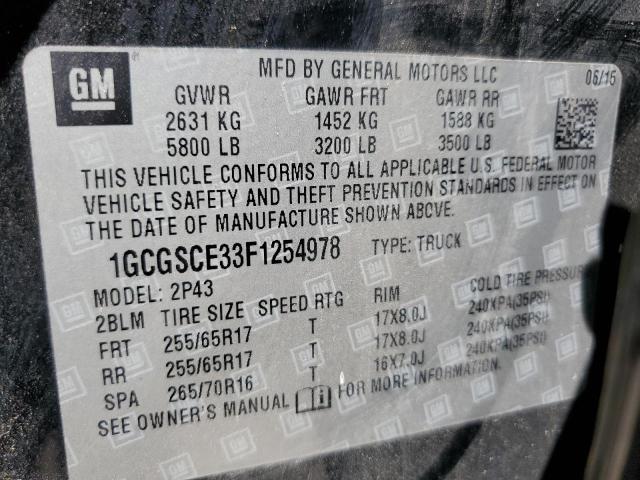 GM
MFD BY GENERAL MOTORS LLC 06/15
GVWR GAWR FRT GAWR RR
2631 KG 1452 KG 1588 KG
5800 LB 3200 LB 3500 LB
THIS VEHICLE CONFORMS TO ALL APPLICABLE U.S. FEDERAL MOTOR
VEHICLE SAFETY AND THEFT PREVENTION STANDARDS IN EFFECT ON
THE DATE OF MANUFACTURE SHOWN ABOVE.
1GCGSCE33F1254978 TYPE: TRUCK
MODEL: 2P43
2BLM TIRE SIZE SPEED RTG RIM COLD TIRE PRESSURE
FRT 255/65R17 T 17X8.0J 240KPA(35PSI)
RR 255/65R17 T 17X8.0J 240KPA(35PSI)
SPA 265/70R16 T 16X7.0J 240KPA(35PSI)
SEE OWNER'S MANUAL FOR MORE INFORMATION.